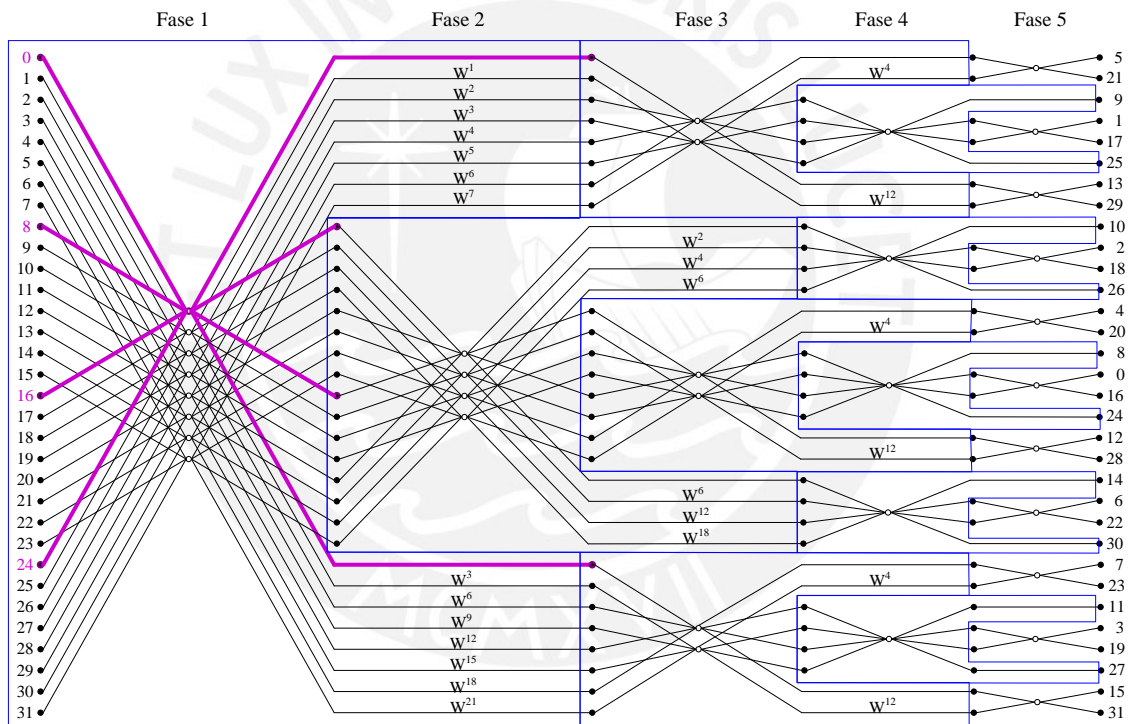 Fase 1 Fase 2 Fase 3 Fase 4 Fase 5
0 5
1 W¹ W⁴ 21
2 W² 9
3 W³ 1
4 W⁴ 17
5 W⁵ 25
6 W⁶ 13
7 W⁷ W¹² 29
8 10
9 W² 2
10 W⁴ 18
11 W⁶ 26
12 4
13 W⁴ 20
14 8
15 0
16 16
17 24
18 12
19 W¹² 28
20 14
21 W⁶ 6
22 W¹² 22
23 W¹⁸ 30
24 7
25 W³ W⁴ 23
26 W⁶ 11
27 W⁹ 3
28 W¹² 19
29 W¹⁵ 27
30 W¹⁸ 15
31 W²¹ W¹² 31
LUX IN
MCMXVII